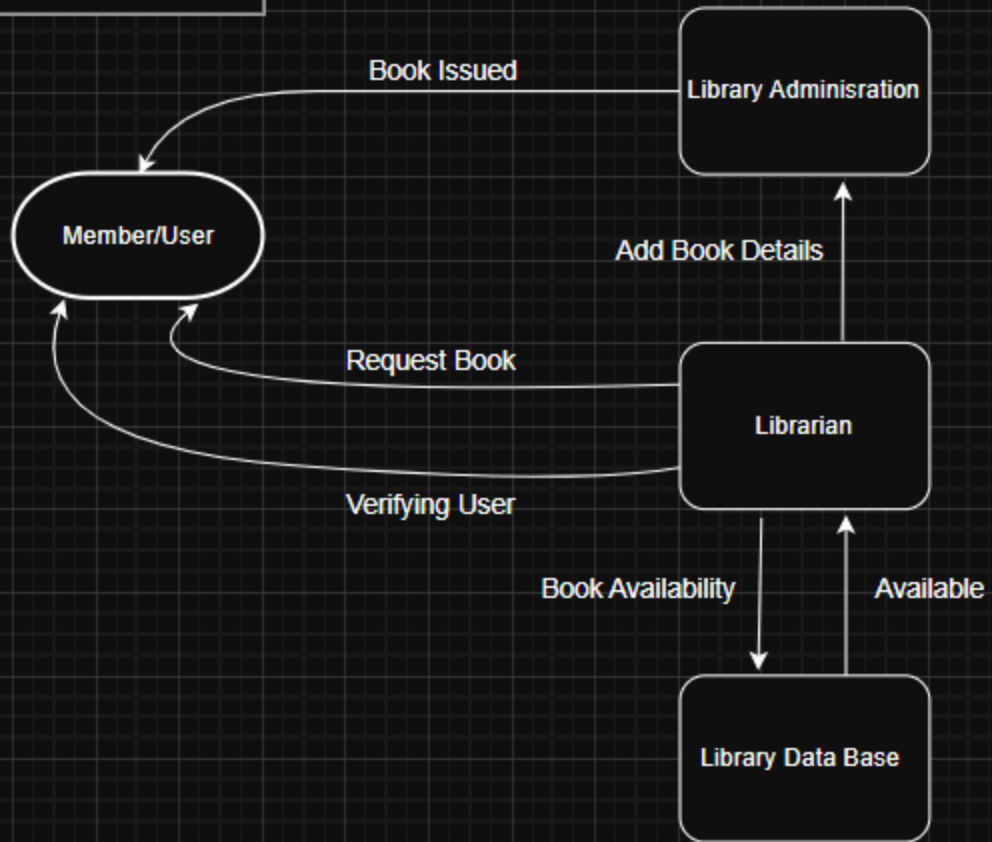 Book Issued
Library Adminisration
Member/User
Add Book Details
Request Book
Librarian
Verifying User
Book Availability
Available
Library Data Base